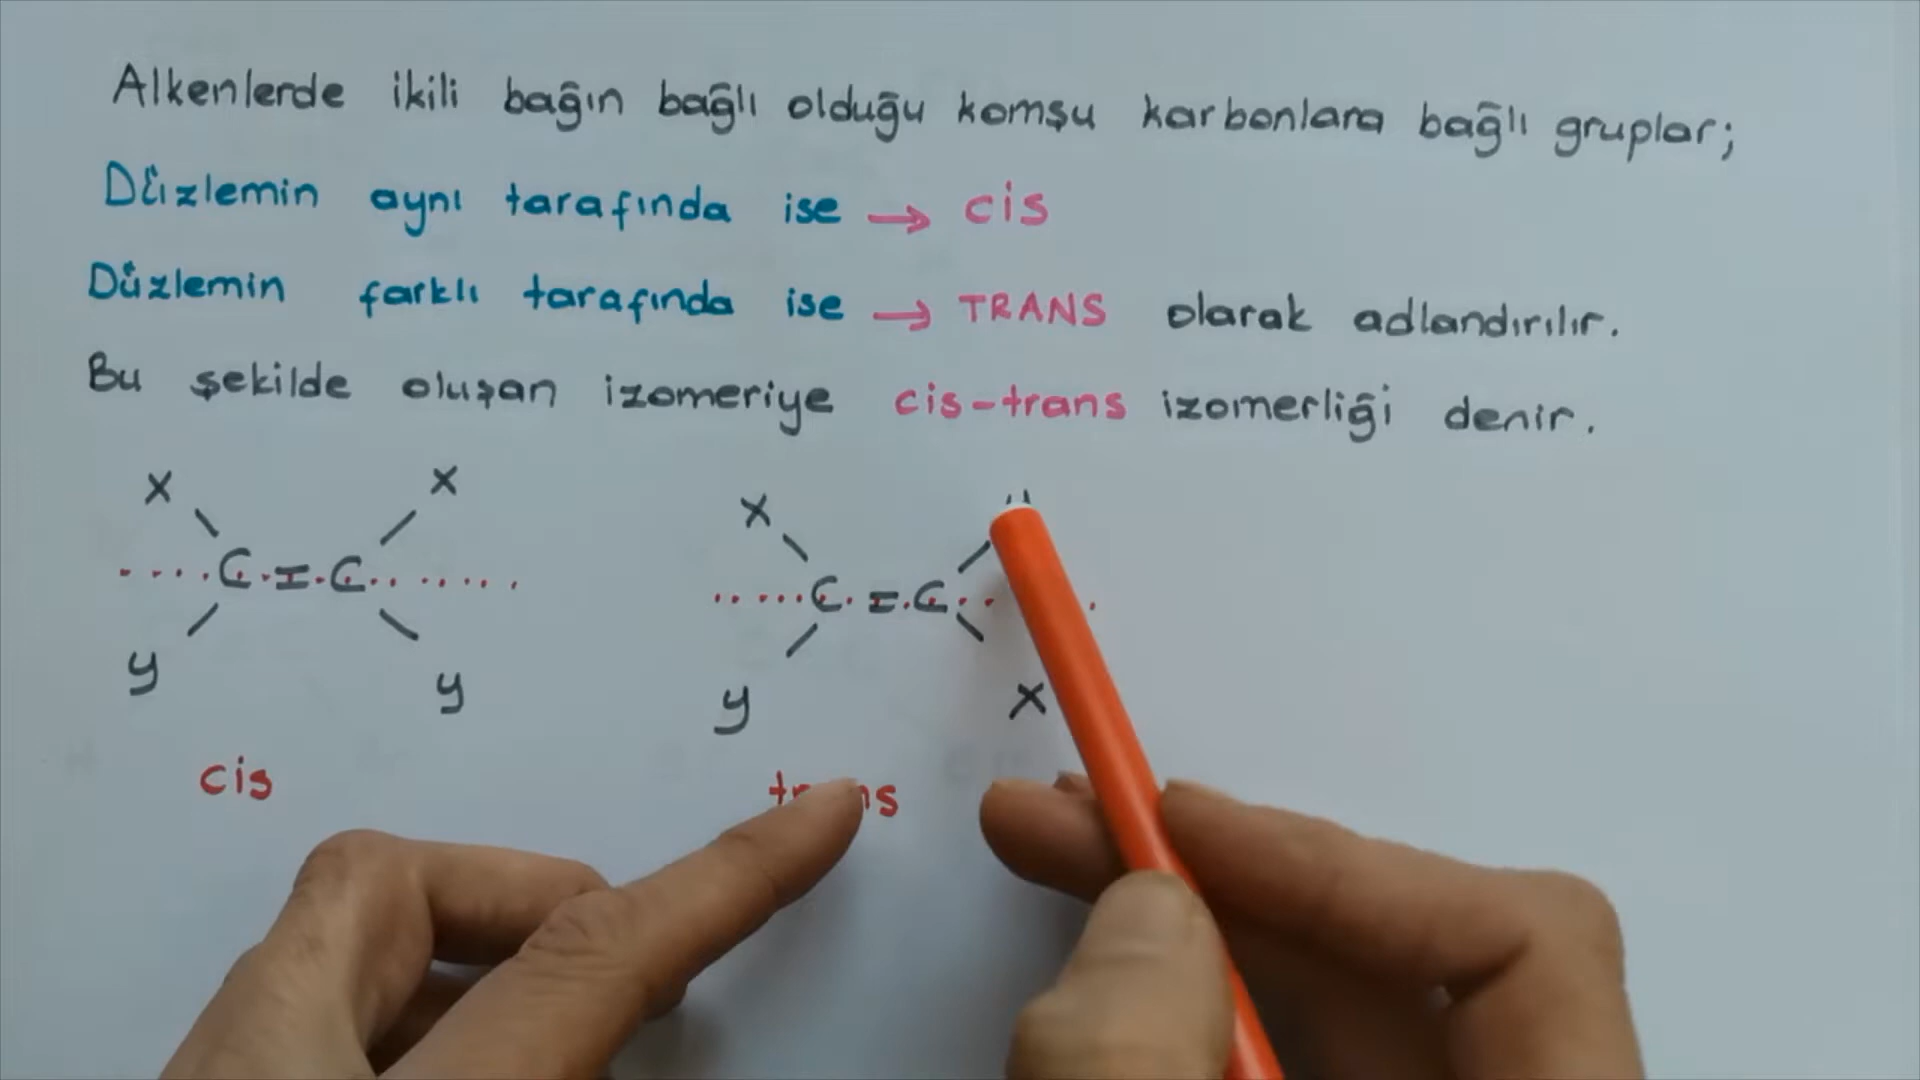 Alkenlerde ikili bağın bağlı olduğu komşu karbonlara bağlı gruplar;
Düzlemin aynı tarafında ise → cis
Düzlemin farklı tarafında ise → TRANS olarak adlandırılır.
Bu şekilde oluşan izomeriye cis-trans izomerliği denir.
x x
C = C
y y
cis
x
C = C
y x